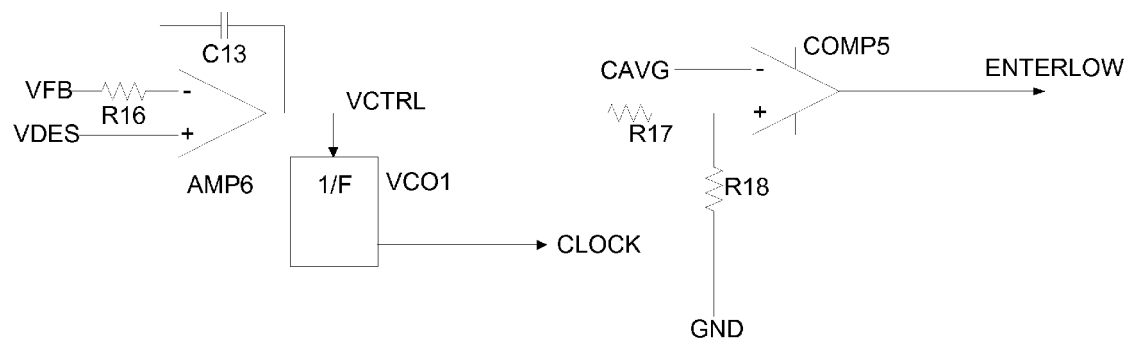 C13
VFB
R16
-
VDES
+
AMP6
VCTRL
1/F
VCO1
CLOCK
COMP5
CAVG
-
ENTERLOW
R17
+
R18
GND